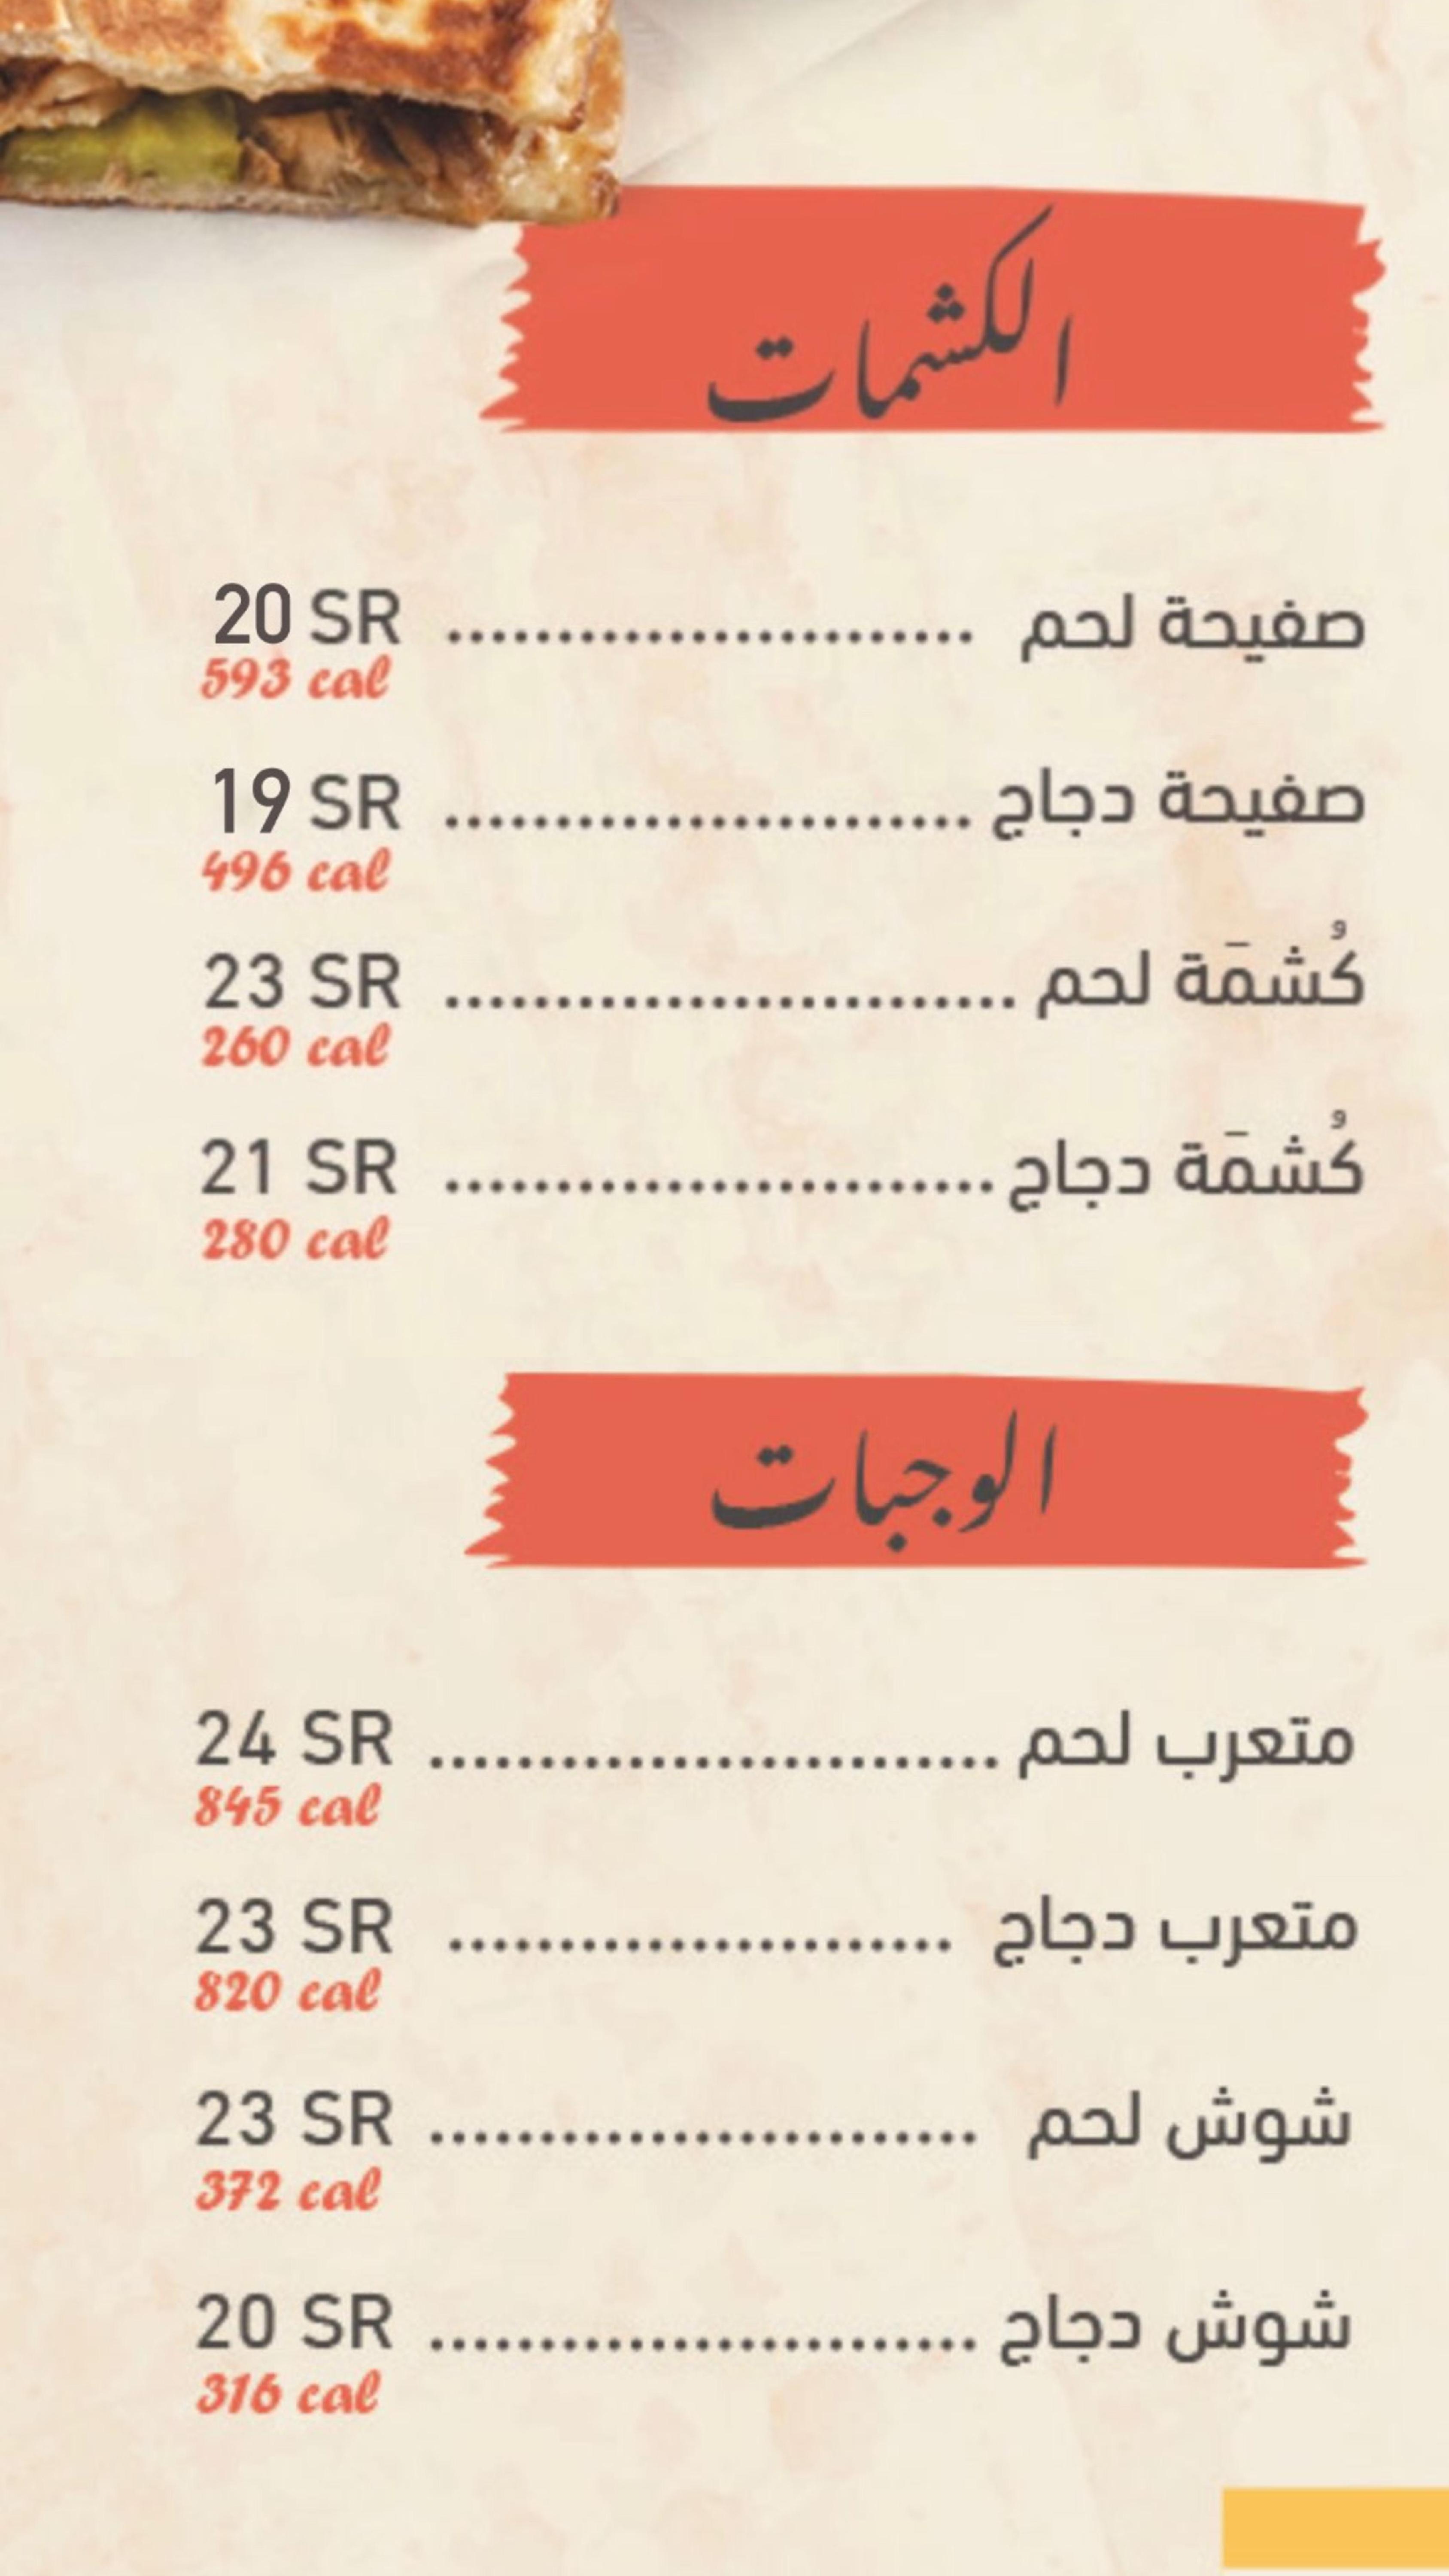 الكشمات
صفيحة لحم ........................ 20 SR
593 cal
صفيحة دجاج ........................ 19 SR
496 cal
كُشمَة لحم ........................ 23 SR
260 cal
كُشمَة دجاج ........................ 21 SR
280 cal
الوجبات
متعرب لحم ........................ 24 SR
845 cal
متعرب دجاج ........................ 23 SR
820 cal
شوش لحم ........................ 23 SR
372 cal
شوش دجاج ........................ 20 SR
316 cal